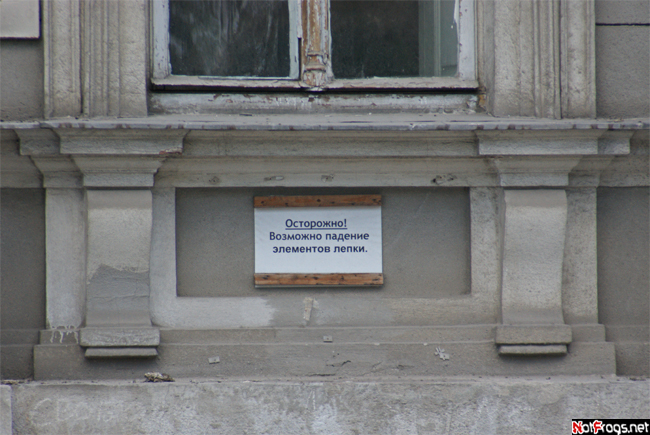 Осторожно!
Возможно падение
элементов лепки.
NotFrogs.net